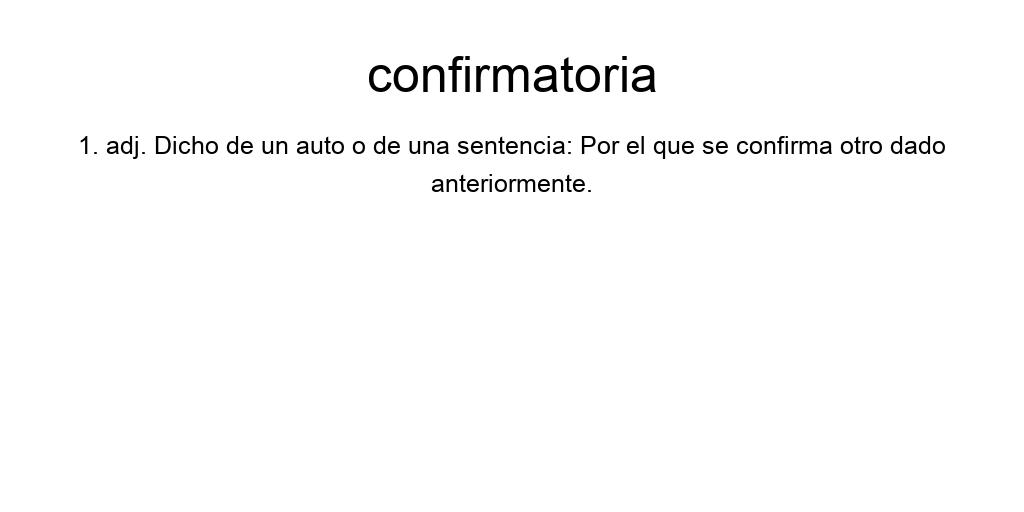 confirmatoria
1. adj. Dicho de un auto o de una sentencia: Por el que se confirma otro dado
anteriormente.